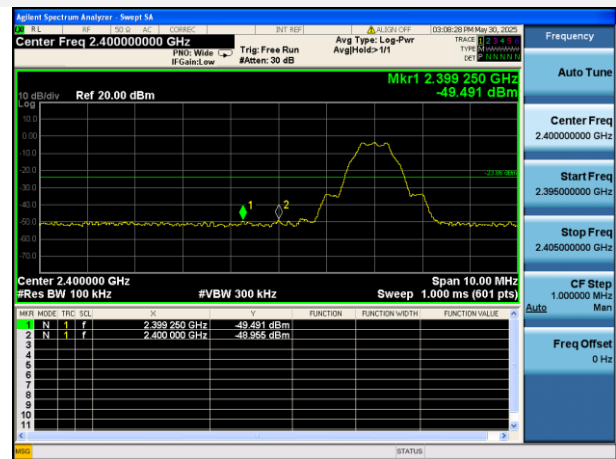 Agilent Spectrum Analyzer - Swept SA
RL RF 50 Ω AC CORREC INT REF ALIGN OFF 03:08:28 PM May 30, 2025
Center Freq 2.400000000 GHz
PNO: Wide
IFGain:Low
Trig: Free Run
#Atten: 30 dB
Avg Type: Log-Pwr
Avg|Hold>1/1
TRACE 1 2 3 4 5 6
TYPE M
DET P N N N N N
Mkr1 2.399 250 GHz
-49.491 dBm
10 dB/div Ref 20.00 dBm
Log
10.0
0.00
-10.0
-20.0
-30.0
-40.0
-50.0
-60.0
-70.0
1
2
Center 2.400000 GHz Span 10.00 MHz
#Res BW 100 kHz #VBW 300 kHz Sweep 1.000 ms (601 pts)
MKR MODE TRC SCL X Y FUNCTION FUNCTION WIDTH FUNCTION VALUE
1 N 1 f 2.399 250 GHz -49.491 dBm
2 N 1 f 2.400 000 GHz -48.955 dBm
3
4
5
6
7
8
9
10
11
MSG STATUS
Frequency
Auto Tune
Center Freq
2.400000000 GHz
Start Freq
2.395000000 GHz
Stop Freq
2.405000000 GHz
CF Step
1.000000 MHz
Auto Man
Freq Offset
0 Hz